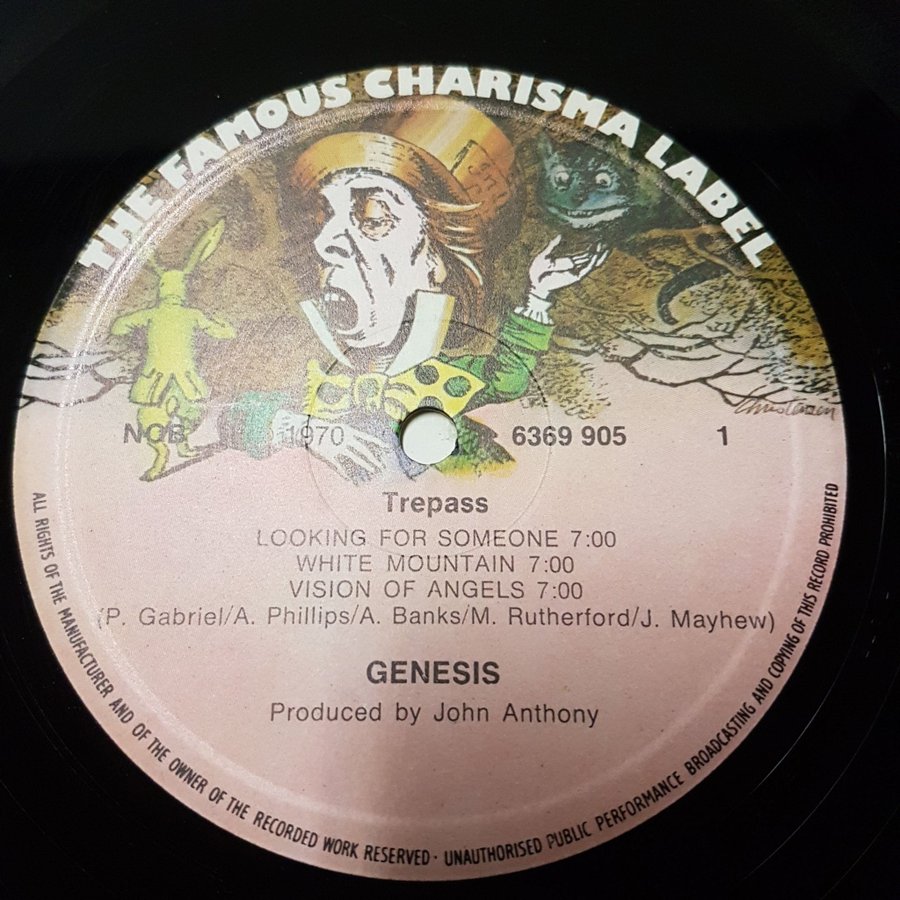 THE FAMOUS CHARISMA LABEL
Christensen
NCB 1970 6369 905 1
Trepass
LOOKING FOR SOMEONE 7:00
WHITE MOUNTAIN 7:00
VISION OF ANGELS 7:00
(P. Gabriel/A. Phillips/A. Banks/M. Rutherford/J. Mayhew)
GENESIS
Produced by John Anthony
ALL RIGHTS OF THE MANUFACTURER AND OF THE OWNER OF THE RECORDED WORK RESERVED · UNAUTHORISED PUBLIC PERFORMANCE BROADCASTING AND COPYING OF THIS RECORD PROHIBITED